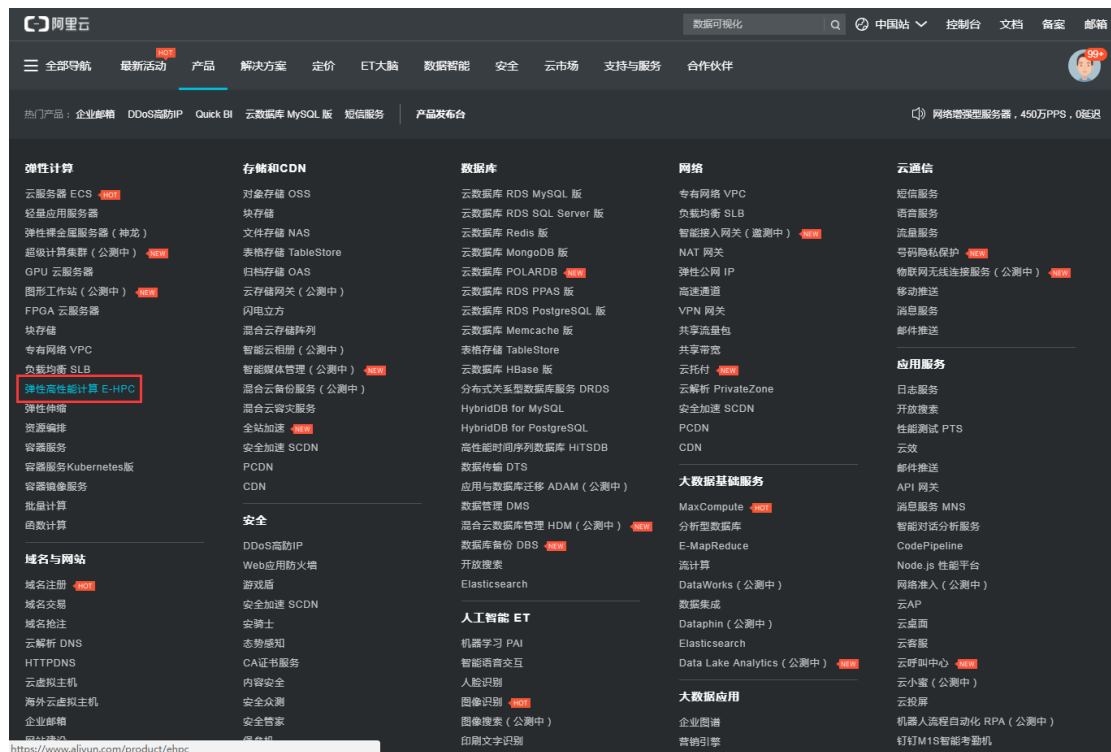 阿里云
数据可视化
中国站
控制台
文档
备案
邮箱
全部导航
最新活动
HOT
产品
解决方案
定价
ET大脑
数据智能
安全
云市场
支持与服务
合作伙伴
99+
热门产品：
企业邮箱
DDoS高防IP
Quick BI
云数据库 MySQL 版
短信服务
产品发布台
网络增强型服务器，450万PPS，0延迟
弹性计算
云服务器 ECS HOT
轻量应用服务器
弹性裸金属服务器（神龙）
超级计算集群（公测中） NEW
GPU 云服务器
图形工作站（公测中） NEW
FPGA 云服务器
块存储
专有网络 VPC
负载均衡 SLB
弹性高性能计算 E-HPC
弹性伸缩
资源编排
容器服务
容器服务Kubernetes版
容器镜像服务
批量计算
函数计算
域名与网站
域名注册 HOT
域名交易
域名抢注
云解析 DNS
HTTPDNS
云虚拟主机
海外云虚拟主机
企业邮箱
网站建设
存储和CDN
对象存储 OSS
块存储
文件存储 NAS
表格存储 TableStore
归档存储 OAS
云存储网关（公测中）
闪电立方
混合云存储阵列
智能云相册（公测中）
智能媒体管理（公测中） NEW
混合云备份服务（公测中）
混合云容灾服务
全站加速 NEW
安全加速 SCDN
PCDN
CDN
安全
DDoS高防IP
Web应用防火墙
游戏盾
安全加速 SCDN
安骑士
态势感知
CA证书服务
内容安全
安全众测
安全管家
堡垒机
数据库
云数据库 RDS MySQL 版
云数据库 RDS SQL Server 版
云数据库 Redis 版
云数据库 MongoDB 版
云数据库 POLARDB NEW
云数据库 RDS PPAS 版
云数据库 RDS PostgreSQL 版
云数据库 Memcache 版
表格存储 TableStore
云数据库 HBase 版
分布式关系型数据库服务 DRDS
HybridDB for MySQL
HybridDB for PostgreSQL
高性能时间序列数据库 HiTSDB
数据传输 DTS
应用与数据库迁移 ADAM（公测中）
数据管理 DMS
混合云数据库管理 HDM（公测中） NEW
数据库备份 DBS NEW
开放搜索
Elasticsearch
人工智能 ET
机器学习 PAI
智能语音交互
人脸识别
图像识别 HOT
图像搜索（公测中）
印刷文字识别
网络
专有网络 VPC
负载均衡 SLB
智能接入网关（邀测中） NEW
NAT 网关
弹性公网 IP
高速通道
VPN 网关
共享流量包
共享带宽
云托付 NEW
云解析 PrivateZone
安全加速 SCDN
PCDN
CDN
大数据基础服务
MaxCompute HOT
分析型数据库
E-MapReduce
流计算
DataWorks（公测中）
数据集成
Dataphin（公测中）
Elasticsearch
Data Lake Analytics（公测中） NEW
大数据应用
企业图谱
营销引擎
云通信
短信服务
语音服务
流量服务
号码隐私保护 NEW
物联网无线连接服务（公测中） NEW
移动推送
消息服务
邮件推送
应用服务
日志服务
开放搜索
性能测试 PTS
云效
邮件推送
API 网关
消息服务 MNS
智能对话分析服务
CodePipeline
Node.js 性能平台
网络准入（公测中）
云AP
云桌面
云客服
云呼叫中心 NEW
云小蜜（公测中）
云投屏
机器人流程自动化 RPA（公测中）
钉钉M1S智能考勤机
https://www.aliyun.com/product/ehpc